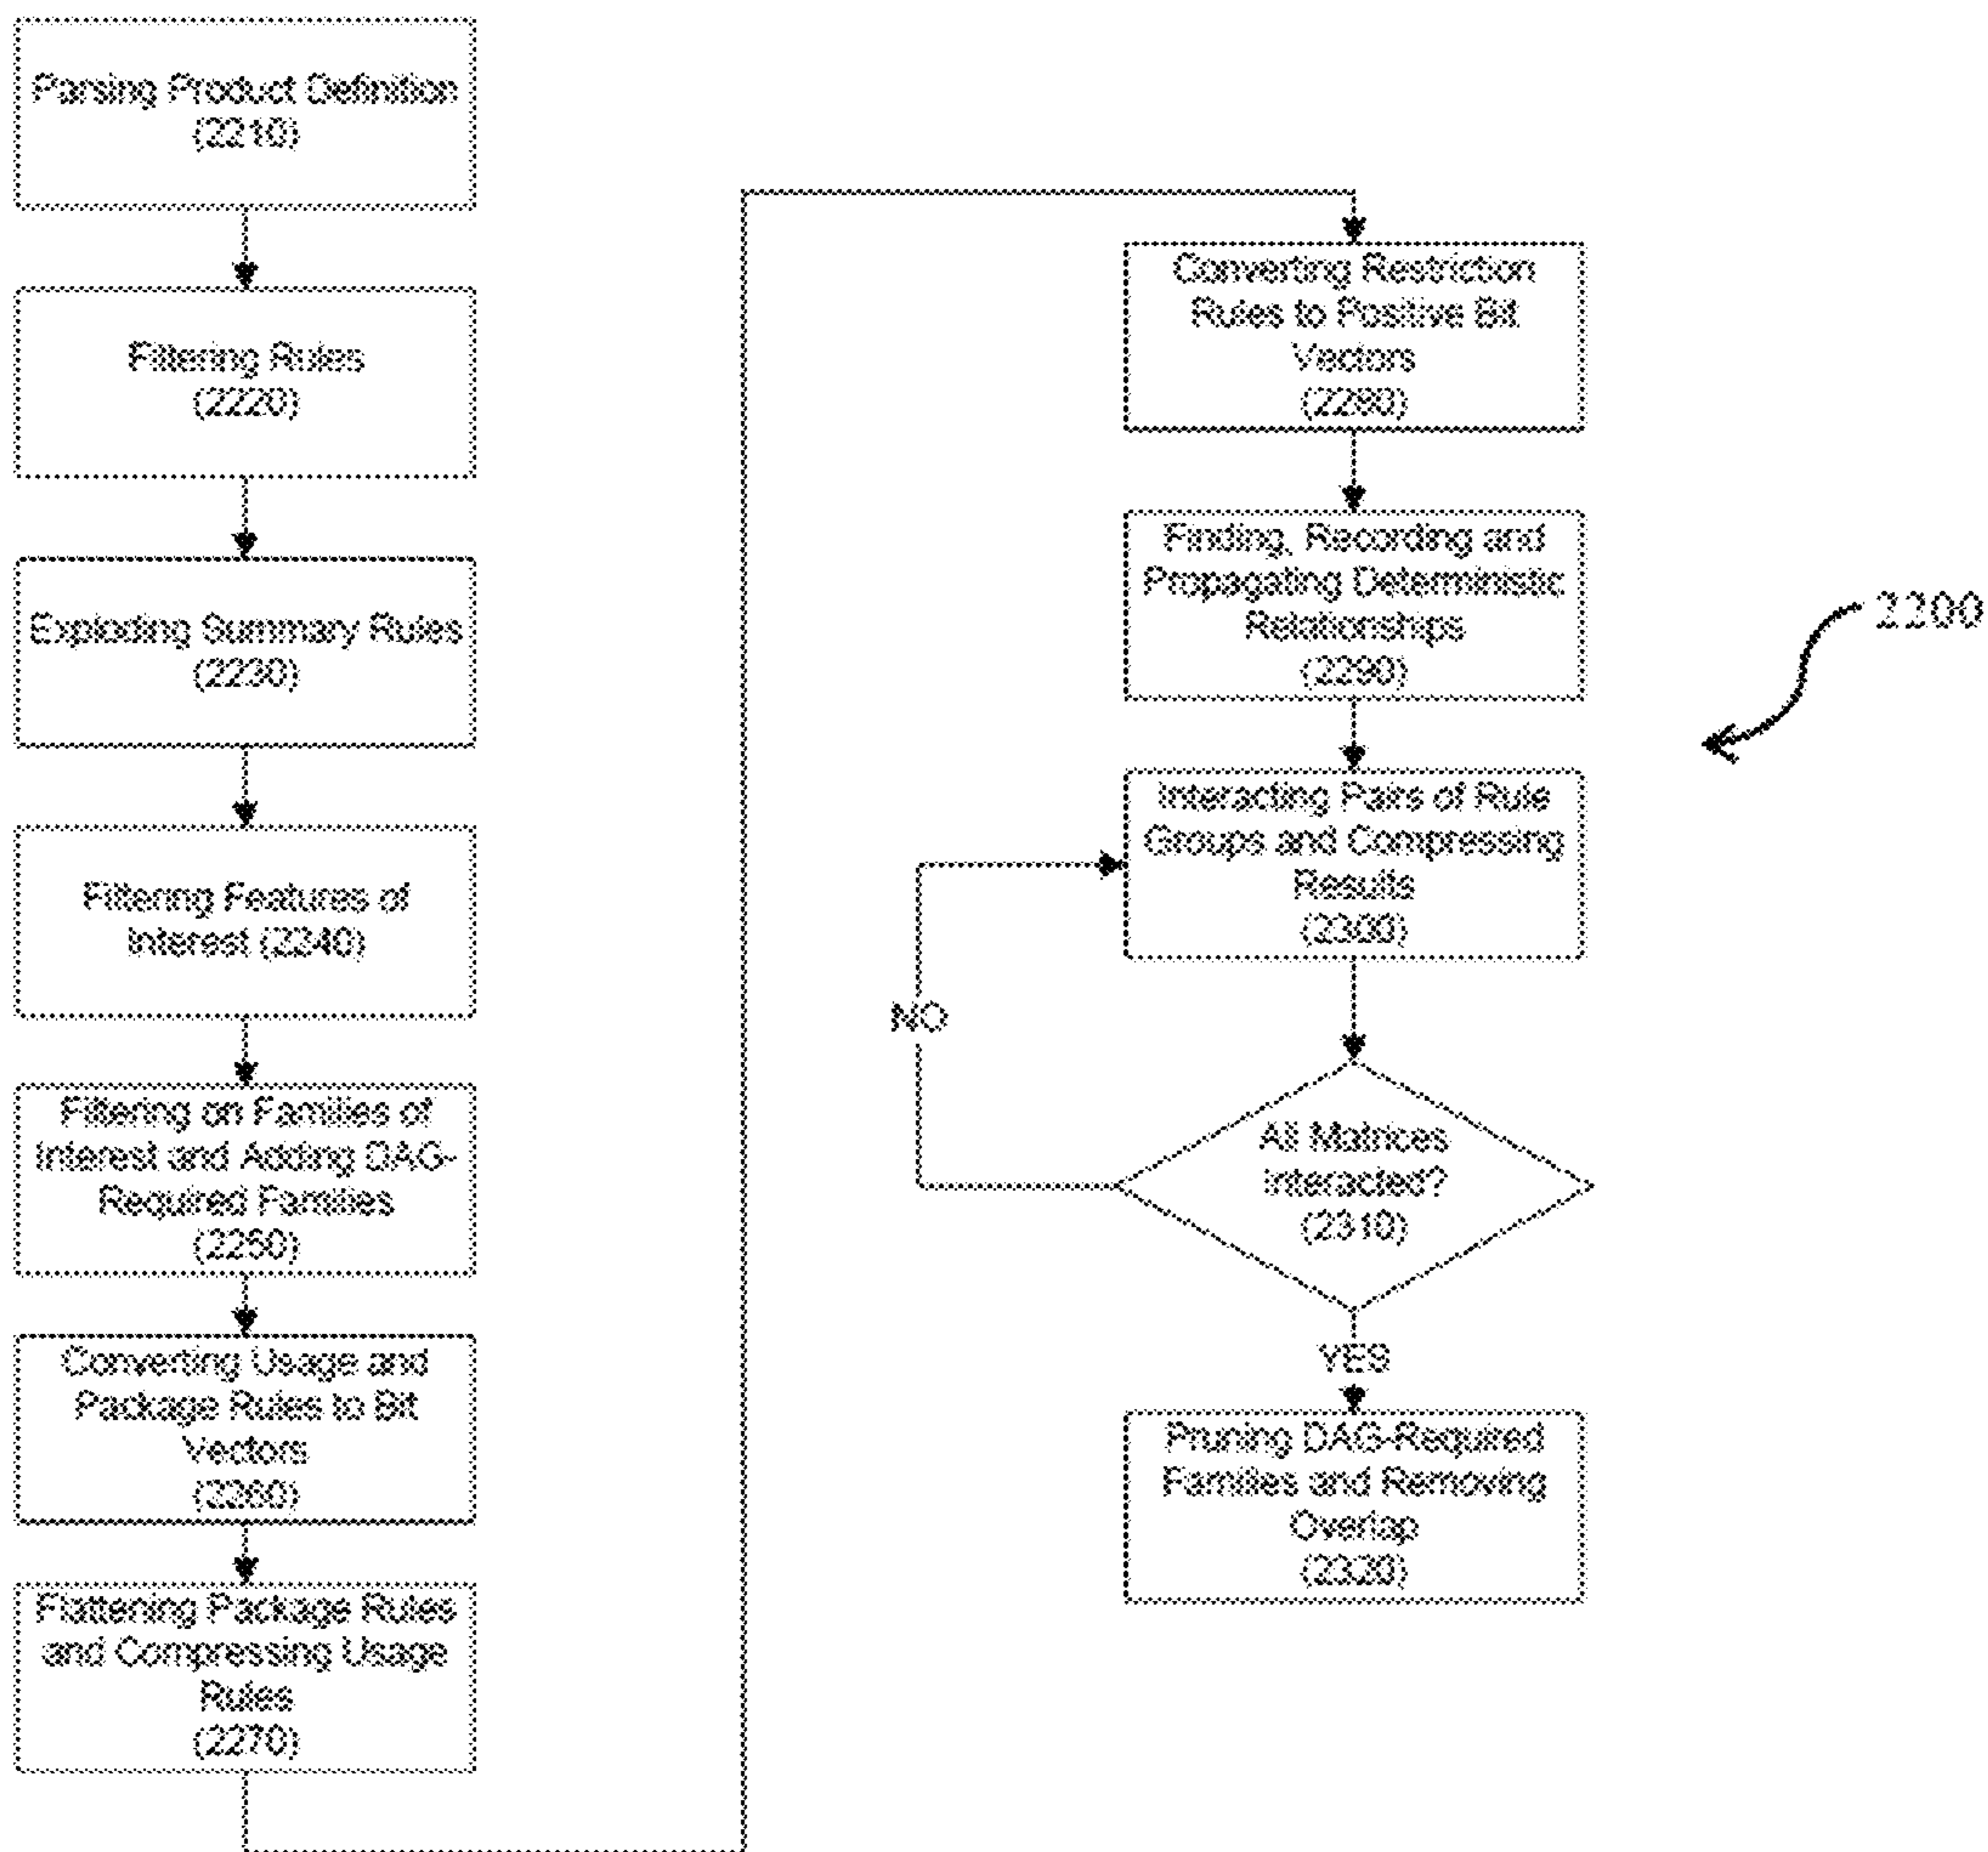 Parsing Product Definition
(2210)
Filtering Rules
(2220)
Exploding Summary Rules
(2230)
Filtering Features of
Interest (2240)
Filtering on Families of
Interest and Adding DAG-
Required Families
(2250)
Converting Usage and
Package Rules to Bit
Vectors
(2260)
Flattening Package Rules
and Compressing Usage
Rules
(2270)
Converting Restriction
Rules to Positive Bit
Vectors
(2280)
Finding, Recording and
Propagating Deterministic
Relationships
(2290)
Interacting Pairs of Rule
Groups and Compressing
Results
(2300)
All Matrices
Interacted?
(2310)
NO
YES
Pruning DAG-Required
Families and Removing
Overlap
(2320)
2200